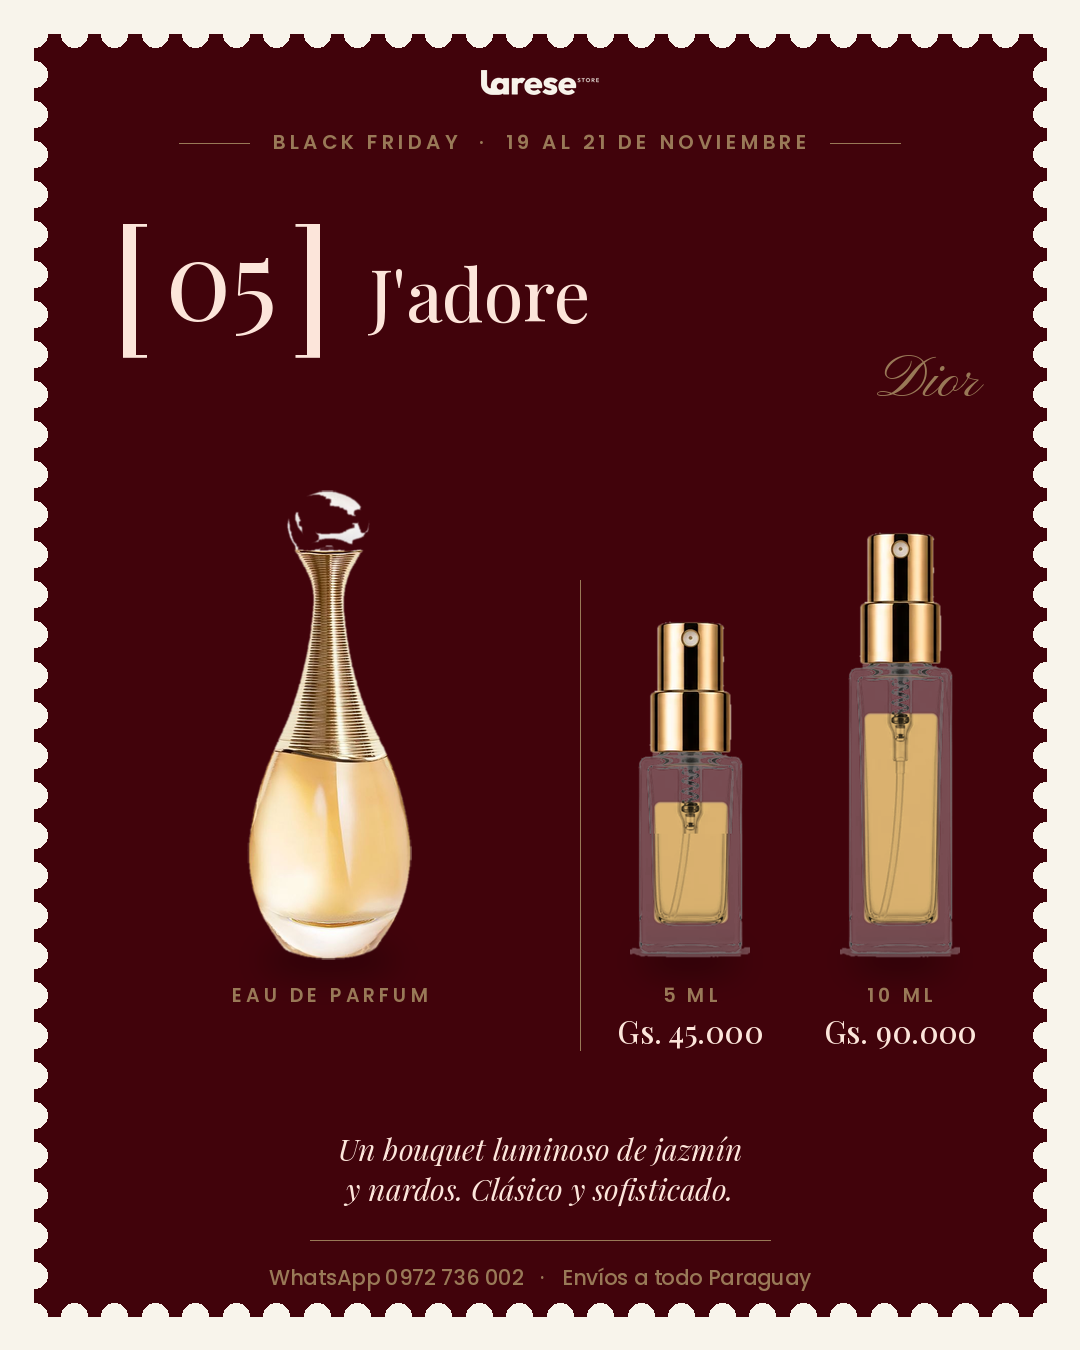 Larese STORE
BLACK FRIDAY · 19 AL 21 DE NOVIEMBRE
[05] J'adore
Dior
EAU DE PARFUM
5 ML
Gs. 45.000
10 ML
Gs. 90.000
Un bouquet luminoso de jazmín
y nardos. Clásico y sofisticado.
WhatsApp 0972 736 002 · Envíos a todo Paraguay